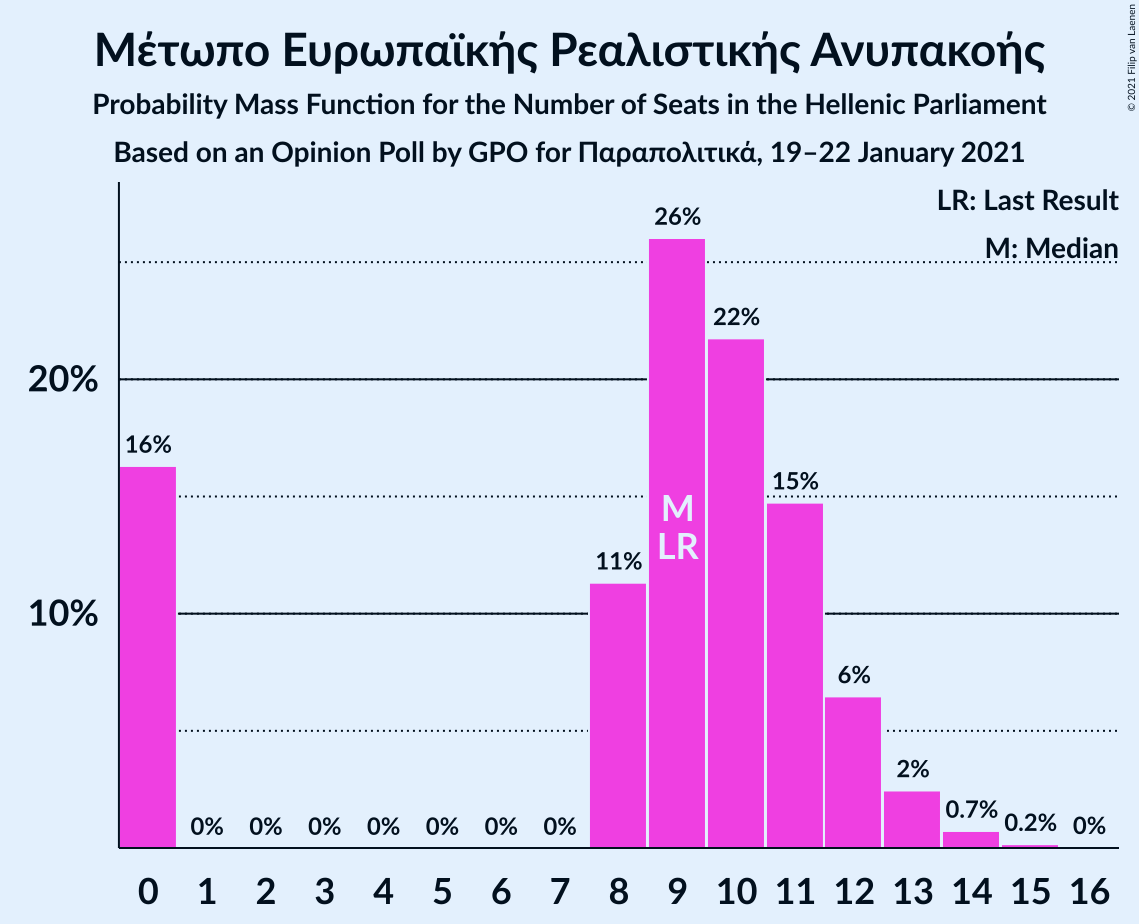 Μέτωπο Ευρωπαϊκής Ρεαλιστικής Ανυπακοής
Probability Mass Function for the Number of Seats in the Hellenic Parliament
Based on an Opinion Poll by GPO for Παραπολιτικά, 19–22 January 2021
© 2021 Filip van Laenen
LR: Last Result
M: Median
26%
22%
20%
16%
15%
M
LR
11%
10%
6%
2%
0.7%
0.2%
0% 0% 0% 0% 0% 0% 0% 0%
0 1 2 3 4 5 6 7 8 9 10 11 12 13 14 15 16